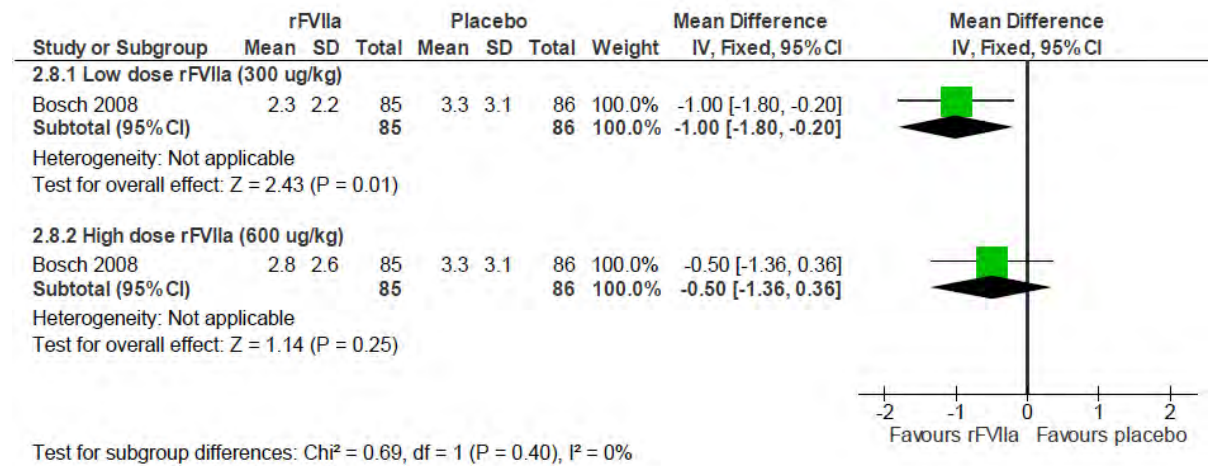 rFVIIa Placebo Mean Difference Mean Difference
Study or Subgroup Mean SD Total Mean SD Total Weight IV, Fixed, 95% CI IV, Fixed, 95% CI
2.8.1 Low dose rFVIIa (300 ug/kg)
Bosch 2008 2.3 2.2 85 3.3 3.1 86 100.0% -1.00 [-1.80, -0.20]
Subtotal (95% CI) 85 86 100.0% -1.00 [-1.80, -0.20]
Heterogeneity: Not applicable
Test for overall effect: Z = 2.43 (P = 0.01)
2.8.2 High dose rFVIIa (600 ug/kg)
Bosch 2008 2.8 2.6 85 3.3 3.1 86 100.0% -0.50 [-1.36, 0.36]
Subtotal (95% CI) 85 86 100.0% -0.50 [-1.36, 0.36]
Heterogeneity: Not applicable
Test for overall effect: Z = 1.14 (P = 0.25)
-2 -1 0 1 2
Favours rFVIIa Favours placebo
Test for subgroup differences: Chi² = 0.69, df = 1 (P = 0.40), I² = 0%